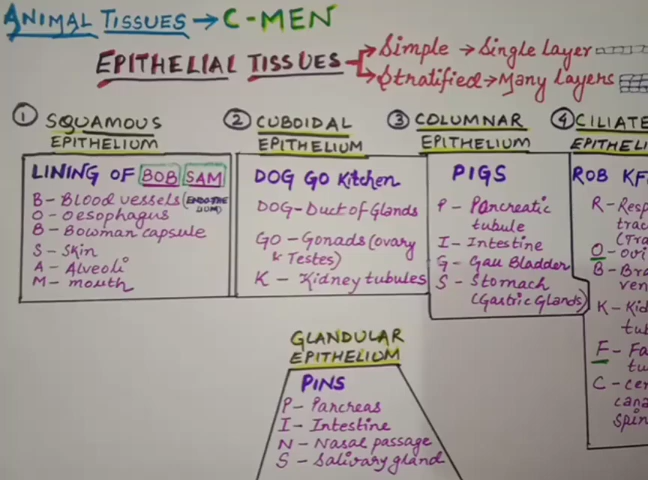 ANIMAL TISSUES → C-MEN
EPITHELIAL TISSUES
Simple → Single layer
Stratified → Many layers
① SQUAMOUS
EPITHELIUM
LINING OF BOB SAM
B - Blood vessels (ENDOTHELIUM)
O - Oesophagus
B - Bowman capsule
S - Skin
A - Alveoli
M - mouth
② CUBOIDAL
EPITHELIUM
DOG GO Kitchen
DOG - Duct of Glands
GO - Gonads (ovary
& Testes)
K - Kidney tubules
③ COLUMNAR
EPITHELIUM
PIGS
P - Pancreatic
tubule
I - Intestine
G - Gall Bladder
S - Stomach
(Gastric Glands)
④ CILIATE
EPITHELI
ROB KF
R - Resp
trac
(Tra
O - ovi
B - Bra
ven
K - Kid
tub
F - Fa
tu
C - cer
cana
spin
GLANDULAR
EPITHELIUM
PINS
P - Pancreas
I - Intestine
N - Nasal passage
S - Salivary gland